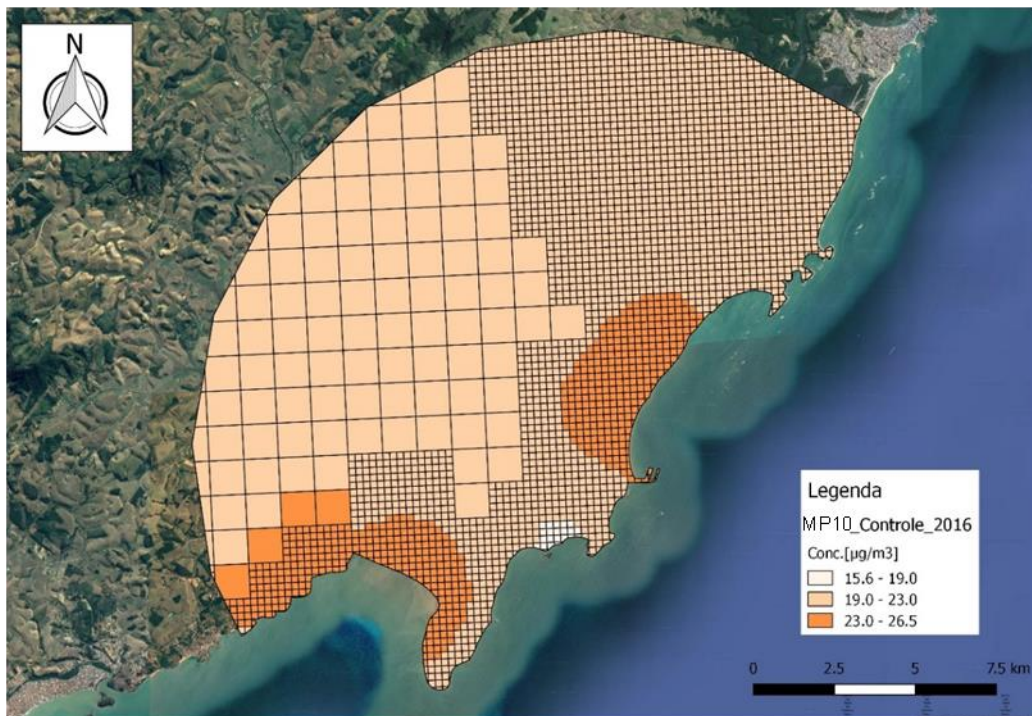 N
Legenda
MP10_Controle_2016
Conc.[µg/m3]
15.6 - 19.0
19.0 - 23.0
23.0 - 26.5
0 2.5 5 7.5 km